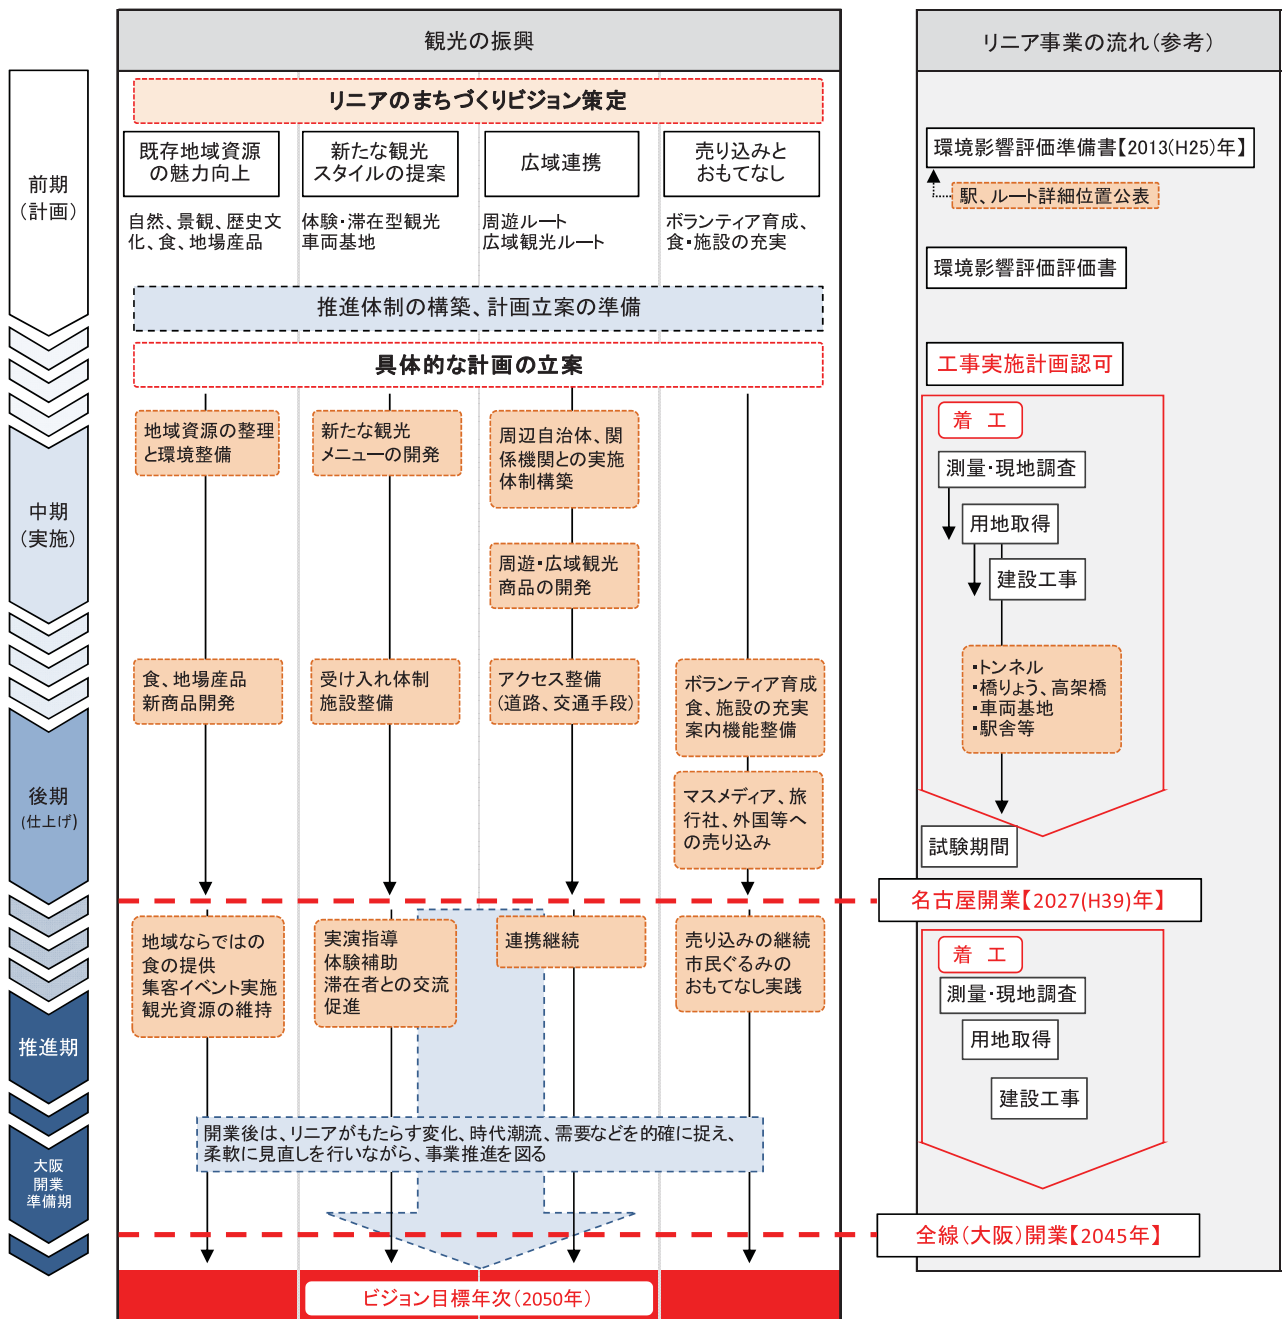 観光の振興
リニア事業の流れ(参考)
リニアのまちづくりビジョン策定
前期
(計画)
既存地域資源
の魅力向上
新たな観光
スタイルの提案
広域連携
売り込みと
おもてなし
自然、景観、歴史文
化、食、地場産品
体験・滞在型観光
車両基地
周遊ルート
広域観光ルート
ボランティア育成、
食・施設の充実
推進体制の構築、計画立案の準備
具体的な計画の立案
環境影響評価準備書【2013(H25)年】
駅、ルート詳細位置公表
環境影響評価評価書
工事実施計画認可
中期
(実施)
地域資源の整理
と環境整備
新たな観光
メニューの開発
周辺自治体、関
係機関との実施
体制構築
周遊・広域観光
商品の開発
着 工
測量・現地調査
用地取得
建設工事
食、地場産品
新商品開発
受け入れ体制
施設整備
アクセス整備
(道路、交通手段)
ボランティア育成
食、施設の充実
案内機能整備
・トンネル
・橋りょう、高架橋
・車両基地
・駅舎等
後期
(仕上げ)
マスメディア、旅
行社、外国等へ
の売り込み
試験期間
名古屋開業【2027(H39)年】
推進期
地域ならではの
食の提供
集客イベント実施
観光資源の維持
実演指導
体験補助
滞在者との交流
促進
連携継続
売り込みの継続
市民ぐるみの
おもてなし実践
着 工
測量・現地調査
用地取得
建設工事
開業後は、リニアがもたらす変化、時代潮流、需要などを的確に捉え、
柔軟に見直しを行いながら、事業推進を図る
大阪
開業
準備期
全線(大阪)開業【2045年】
ビジョン目標年次(2050年)